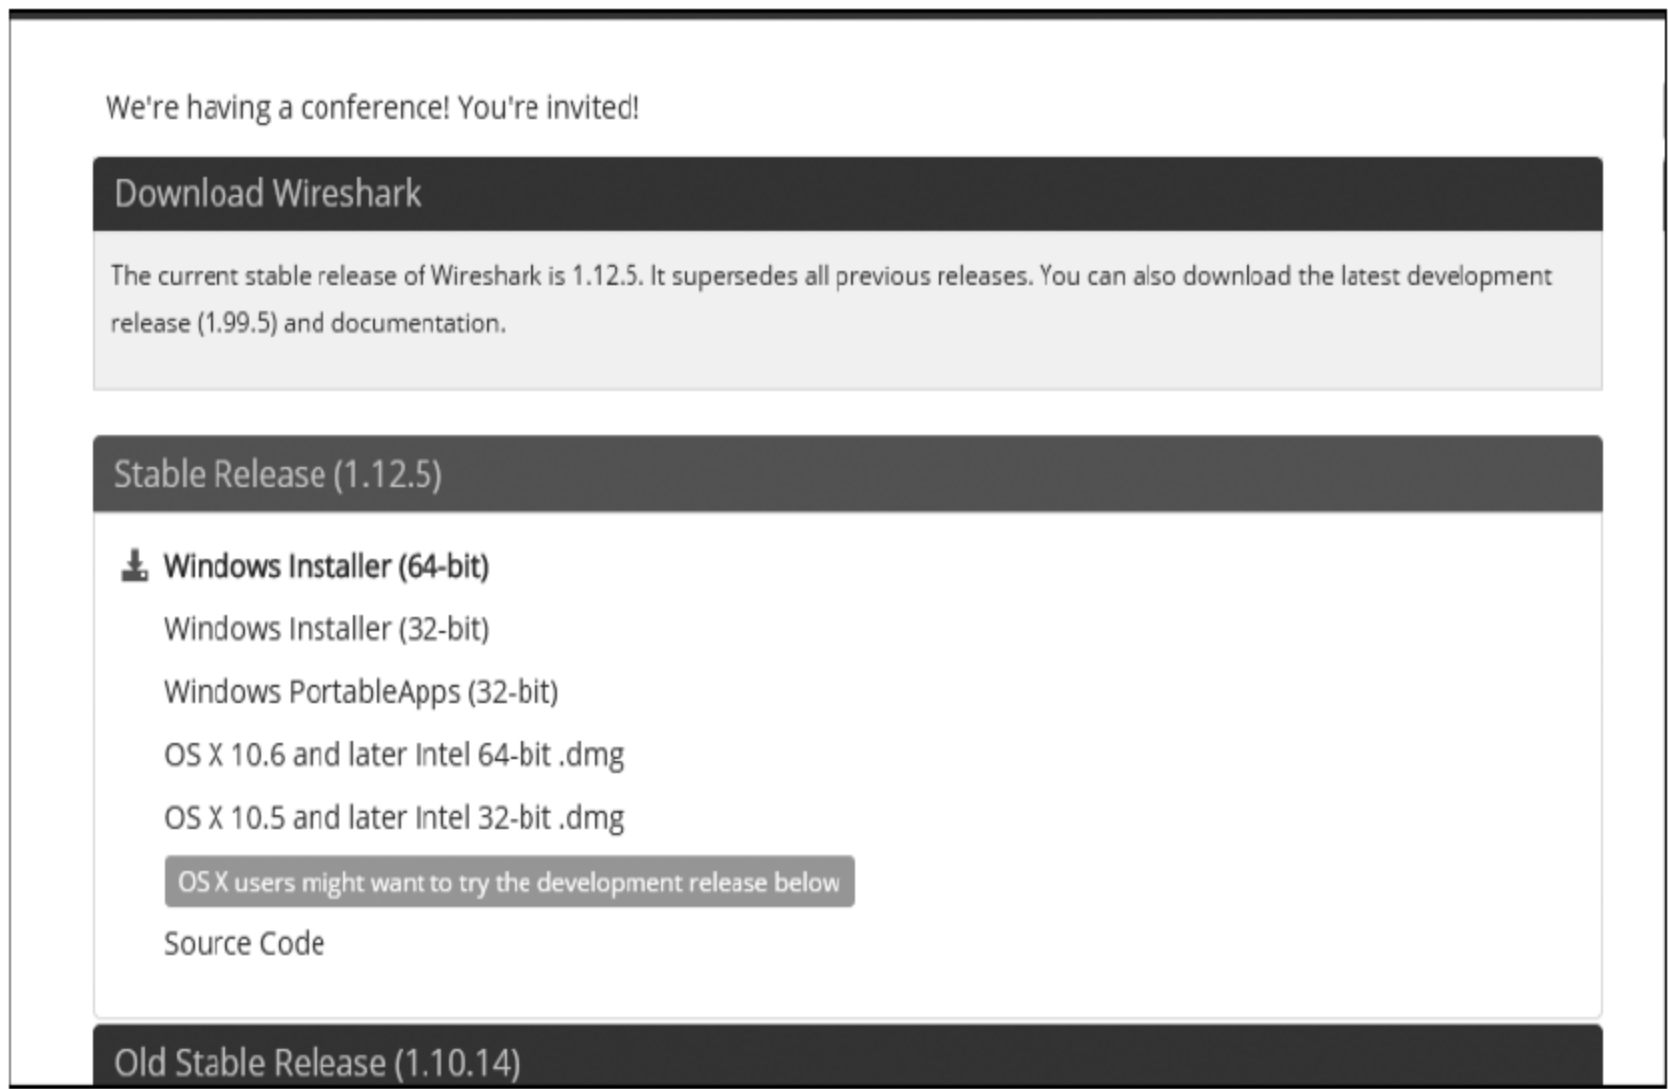 We're having a conference! You're invited!
Download Wireshark
The current stable release of Wireshark is 1.12.5. It supersedes all previous releases. You can also download the latest development
release (1.99.5) and documentation.
Stable Release (1.12.5)
Windows Installer (64-bit)
Windows Installer (32-bit)
Windows PortableApps (32-bit)
OS X 10.6 and later Intel 64-bit .dmg
OS X 10.5 and later Intel 32-bit .dmg
OS X users might want to try the development release below
Source Code
Old Stable Release (1.10.14)